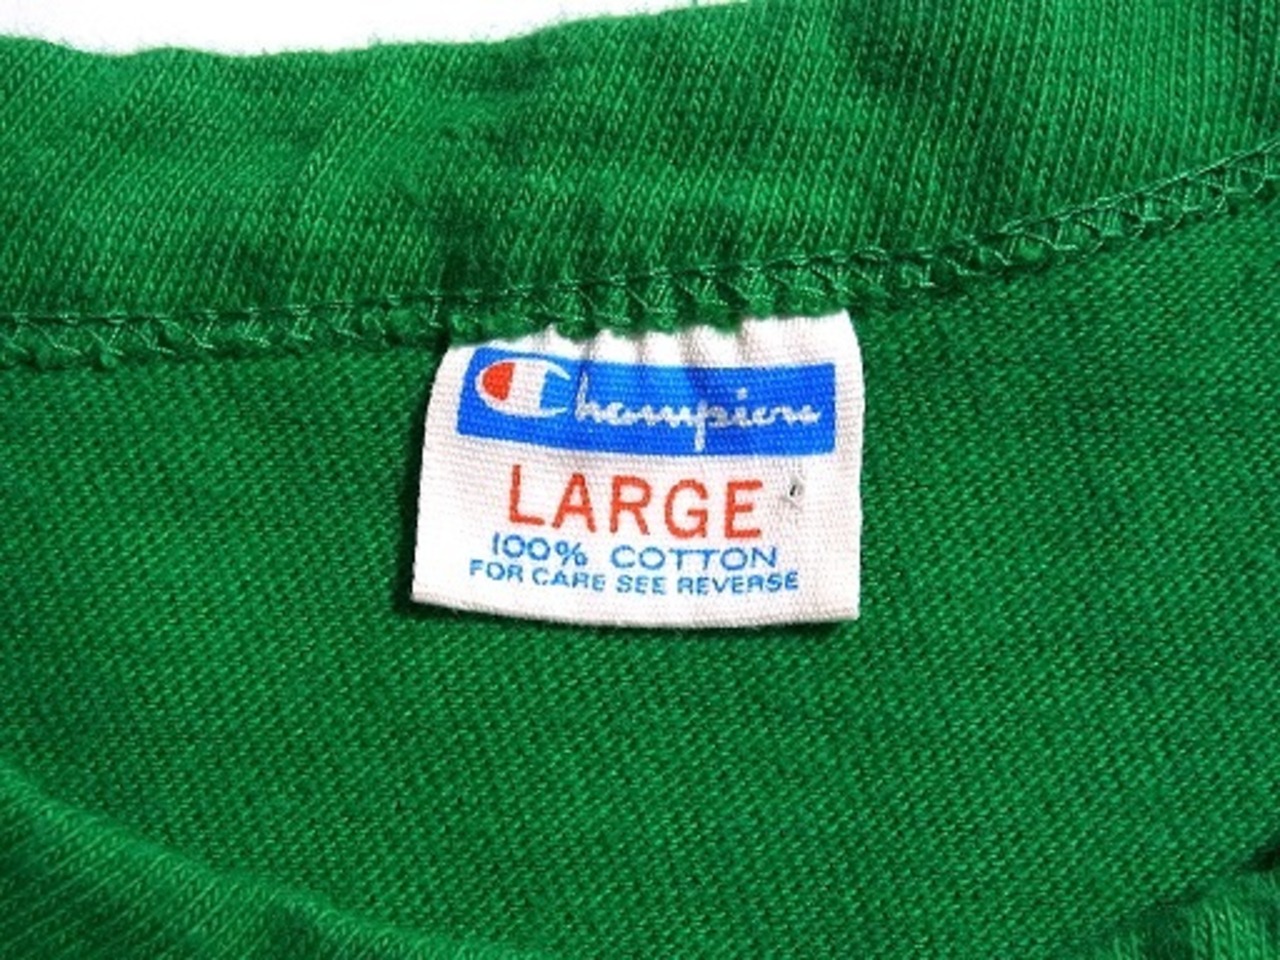 Champion
LARGE
100% COTTON
FOR CARE SEE REVERSE